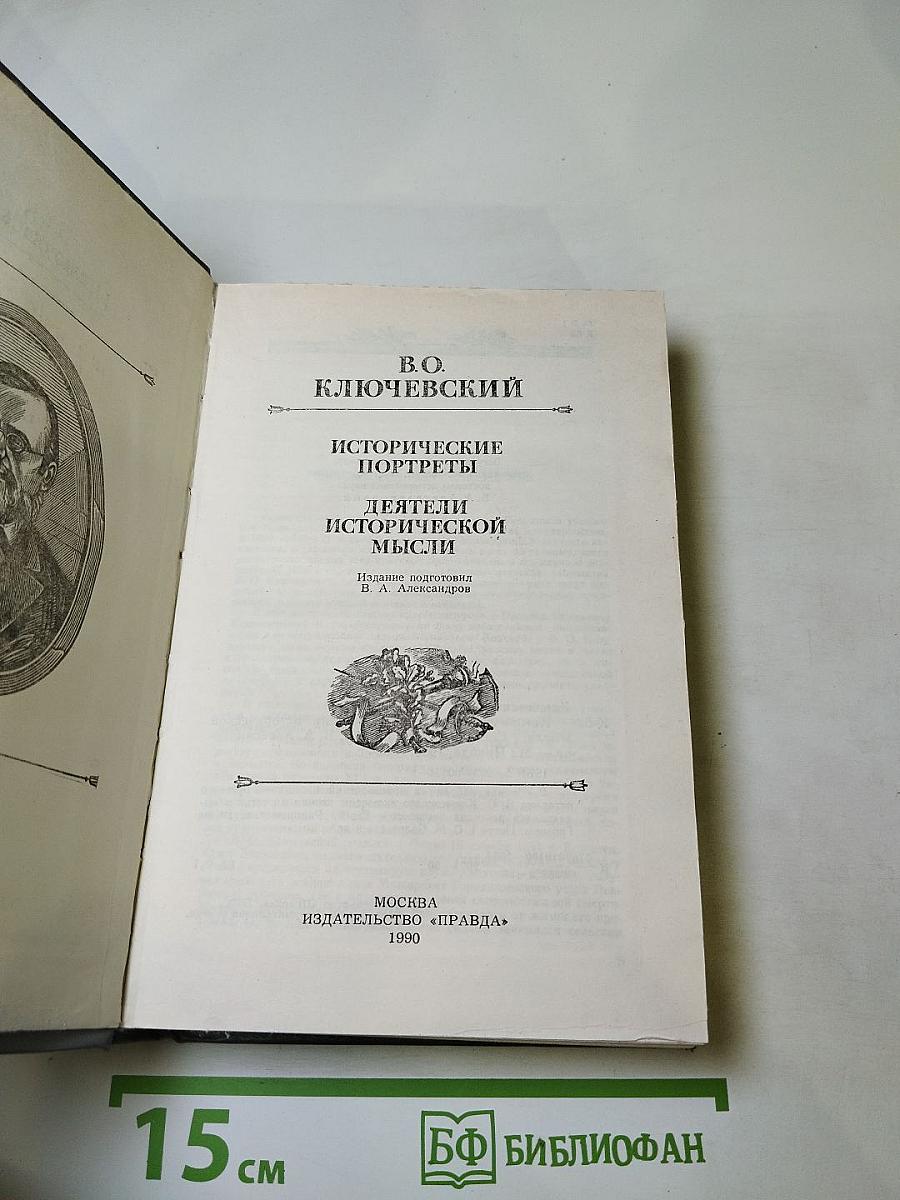 В.О.
КЛЮЧЕВСКИЙ
ИСТОРИЧЕСКИЕ
ПОРТРЕТЫ
ДЕЯТЕЛИ
ИСТОРИЧЕСКОЙ
МЫСЛИ
Издание подготовил
В. А. Александров
МОСКВА
ИЗДАТЕЛЬСТВО «ПРАВДА»
1990
15 см
БФ БИБЛИОФАН